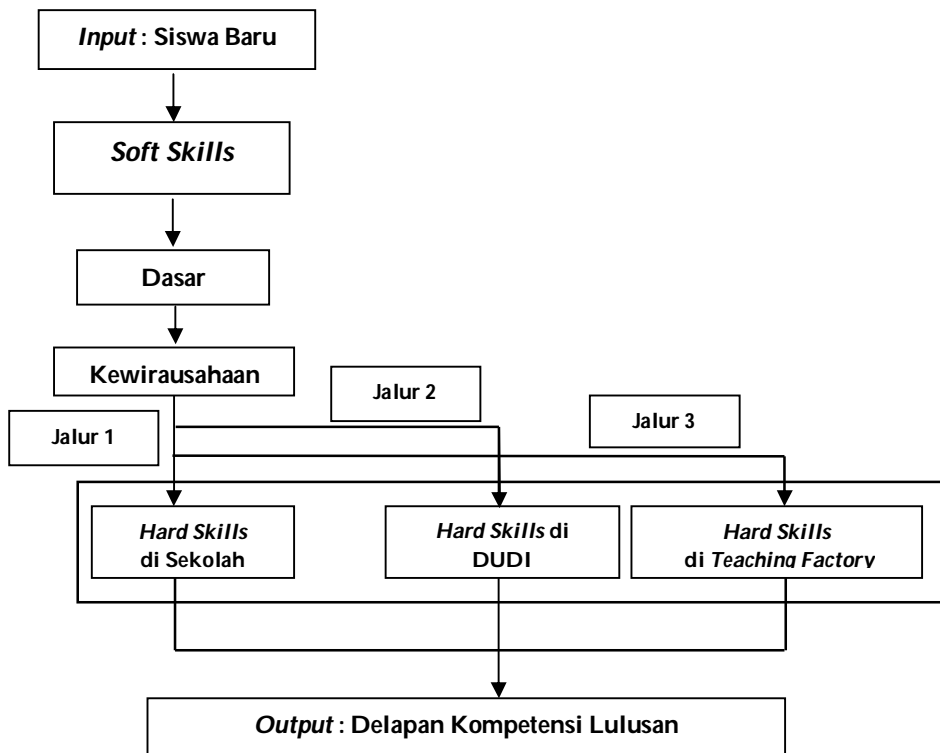 Input : Siswa Baru
Soft Skills
Dasar
Kewirausahaan
Jalur 2
Jalur 1
Jalur 3
Hard Skills
di Sekolah
Hard Skills di
DUDI
Hard Skills
di Teaching Factory
Output : Delapan Kompetensi Lulusan